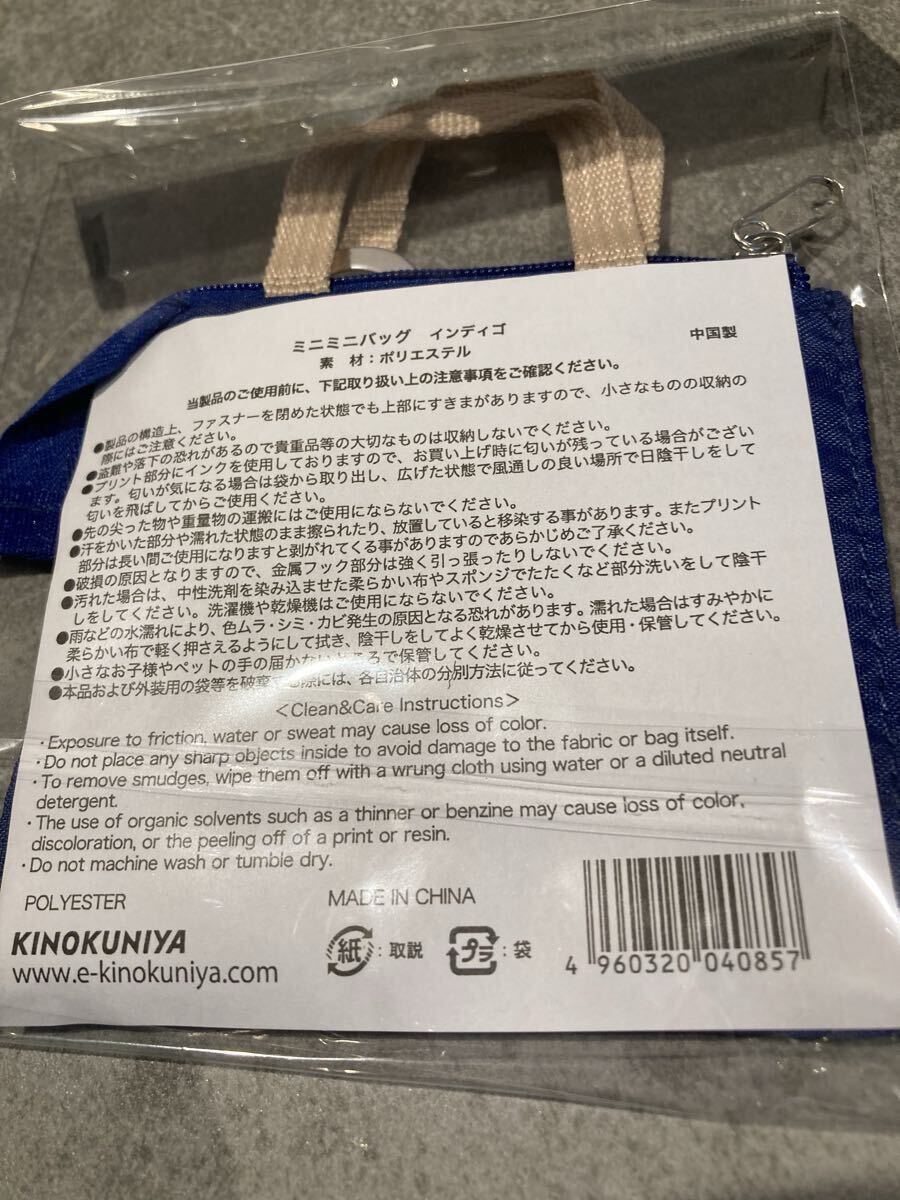 ミニミニバッグ　インディゴ
中国製
素　材：ポリエステル
当製品のご使用前に、下記取り扱い上の注意事項をご確認ください。
●製品の構造上、ファスナーを閉めた状態でも上部にすきまがありますので、小さなものの収納の
際にはご注意ください。
●盗難や落下の恐れがあるので貴重品等の大切なものは収納しないでください。
●プリント部分にインクを使用しておりますので、お買い上げ時に匂いが残っている場合がござい
ます。匂いが気になる場合は袋から取り出し、広げた状態で風通しの良い場所で日陰干しをして
匂いを飛ばしてからご使用ください。
●先の尖った物や重量物の運搬にはご使用にならないでください。
●汗をかいた部分や濡れた状態のまま擦られたり、放置していると移染する事があります。またプリント
部分は長い間ご使用になりますと剥がれてくる事がありますのであらかじめご了承ください。
●破損の原因となりますので、金属フック部分は強く引っ張ったりしないでください。
●汚れた場合は、中性洗剤を染み込ませた柔らかい布やスポンジでたたくなど部分洗いをして陰干
しをしてください。洗濯機や乾燥機はご使用にならないでください。
●雨などの水濡れにより、色ムラ・シミ・カビ発生の原因となる恐れがあります。濡れた場合はすみやかに
柔らかい布で軽く押さえるようにして拭き、陰干しをしてよく乾燥させてから使用・保管してください。
●小さなお子様やペットの手の届かないところで保管してください。
●本品および外装用の袋等を破棄する際には、各自治体の分別方法に従ってください。
＜Clean&Care Instructions＞
・Exposure to friction, water or sweat may cause loss of color.
・Do not place any sharp objects inside to avoid damage to the fabric or bag itself.
・To remove smudges, wipe them off with a wrung cloth using water or a diluted neutral
detergent.
・The use of organic solvents such as a thinner or benzine may cause loss of color,
discoloration, or the peeling off of a print or resin.
・Do not machine wash or tumble dry.
POLYESTER
MADE IN CHINA
KINOKUNIYA
www.e-kinokuniya.com
紙：取説
プラ：袋
4 960320 040857